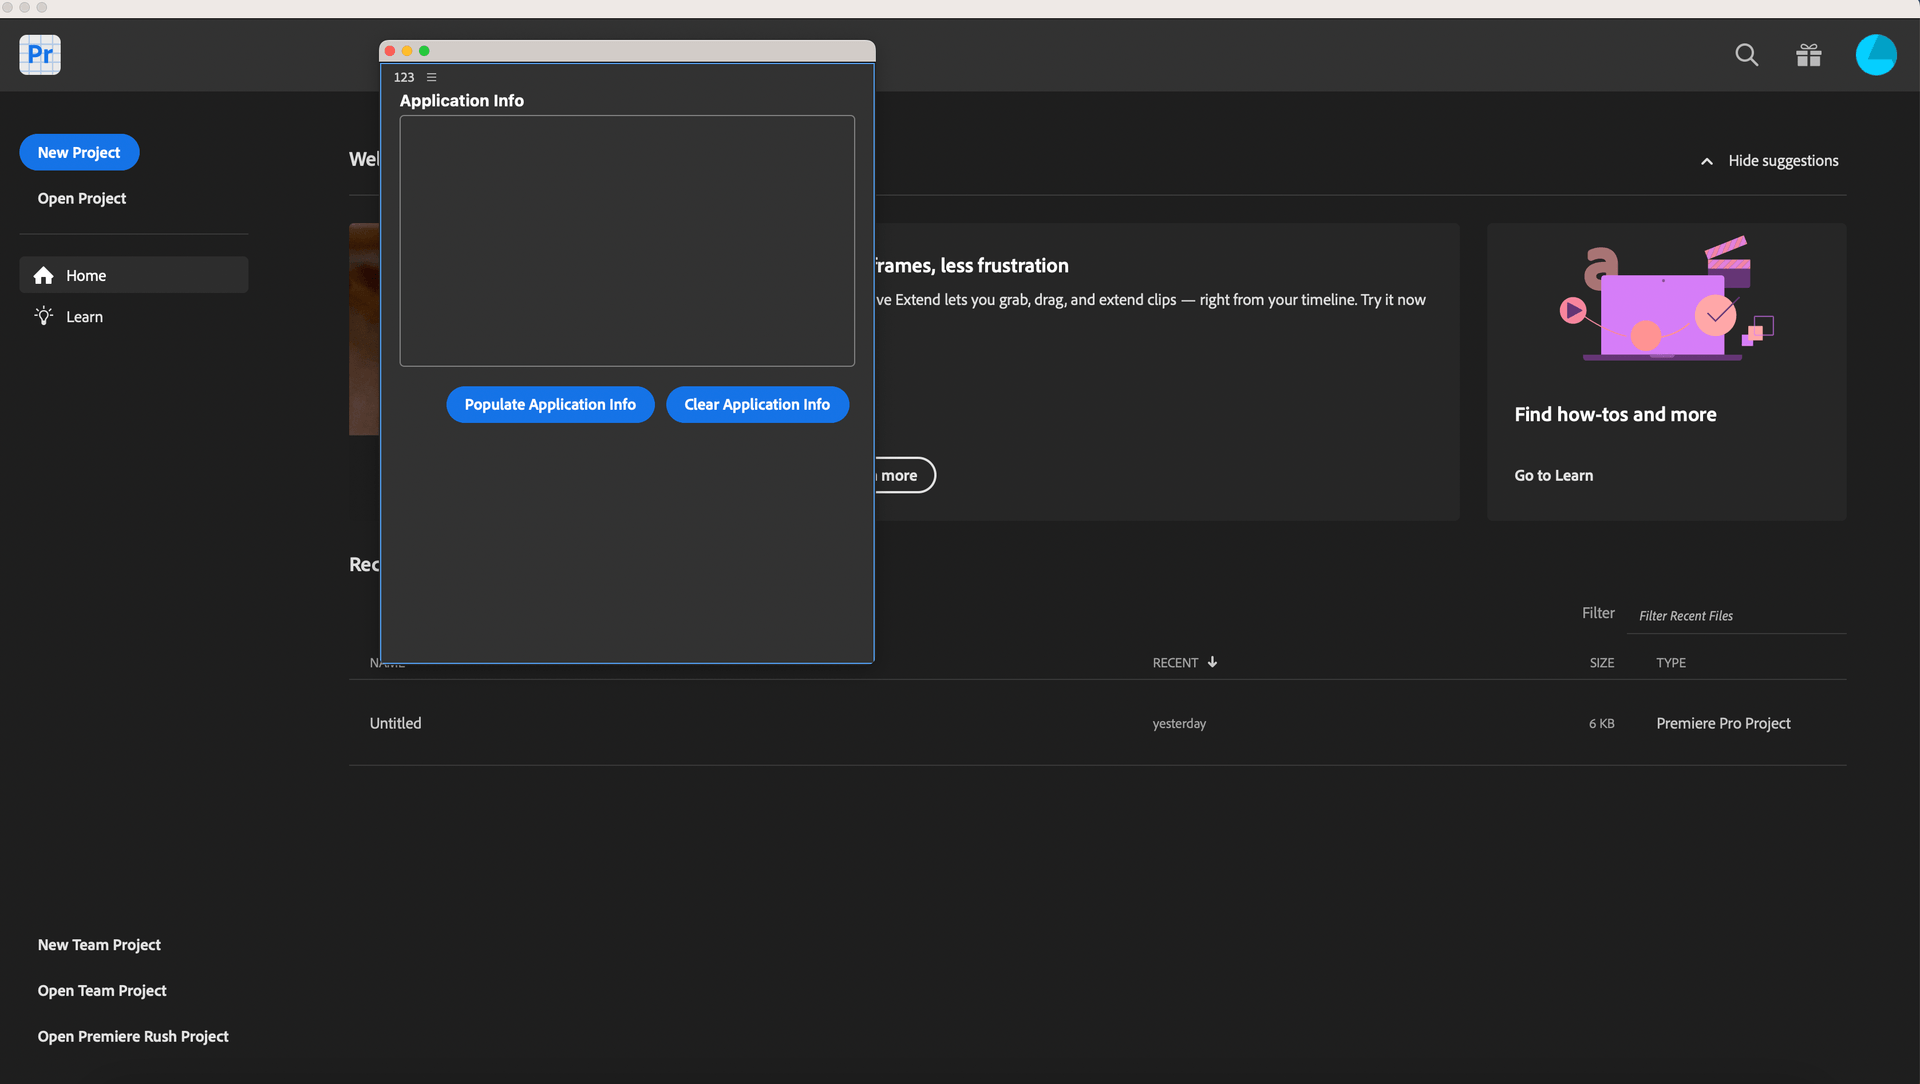 Pr
123
Application Info
Populate Application Info
Clear Application Info
New Project
Open Project
Home
Learn
Hide suggestions
frames, less frustration
ve Extend lets you grab, drag, and extend clips — right from your timeline. Try it now
more
a
Find how-tos and more
Go to Learn
Filter
Filter Recent Files
NAME
RECENT
SIZE
TYPE
Untitled
yesterday
6 KB
Premiere Pro Project
New Team Project
Open Team Project
Open Premiere Rush Project